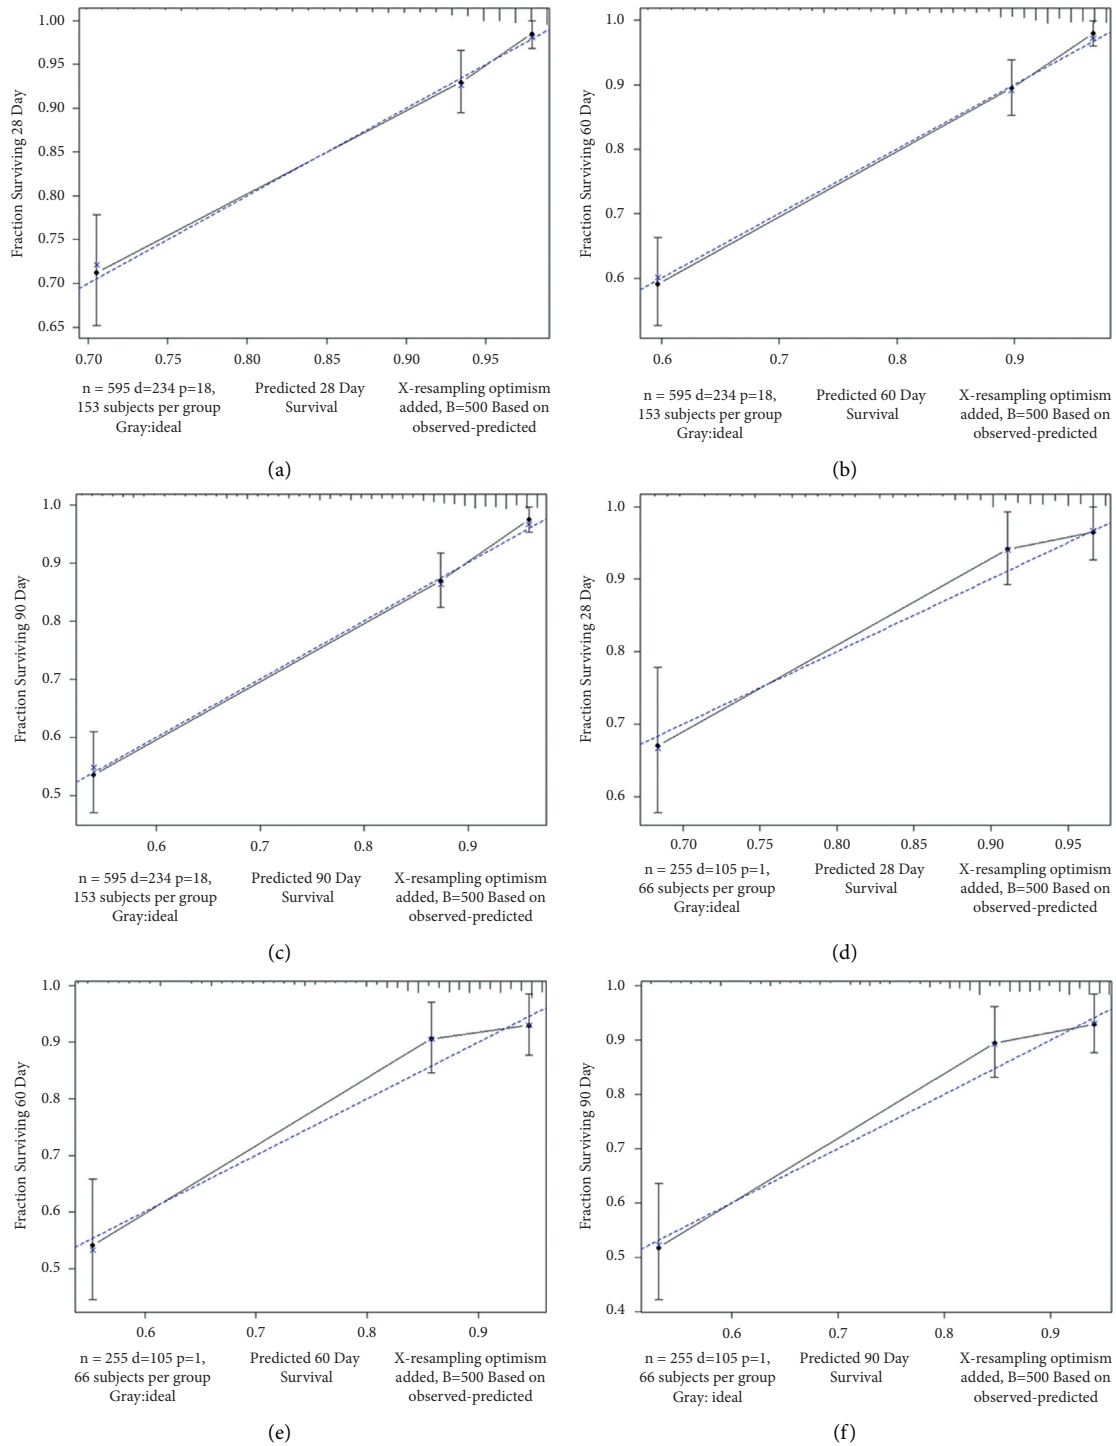 Fraction Surviving 28 Day
1.00
0.95
0.90
0.85
0.80
0.75
0.70
0.65
0.70 0.75 0.80 0.85 0.90 0.95
n = 595 d=234 p=18,
153 subjects per group
Gray:ideal
Predicted 28 Day
Survival
X-resampling optimism
added, B=500 Based on
observed-predicted
(a)
Fraction Surviving 60 Day
1.0
0.9
0.8
0.7
0.6
0.6 0.7 0.8 0.9
n = 595 d=234 p=18,
153 subjects per group
Gray:ideal
Predicted 60 Day
Survival
X-resampling optimism
added, B=500 Based on
observed-predicted
(b)
Fraction Surviving 90 Day
1.0
0.9
0.8
0.7
0.6
0.5
0.6 0.7 0.8 0.9
n = 595 d=234 p=18,
153 subjects per group
Gray:ideal
Predicted 90 Day
Survival
X-resampling optimism
added, B=500 Based on
observed-predicted
(c)
Fraction Surviving 28 Day
1.0
0.9
0.8
0.7
0.6
0.70 0.75 0.80 0.85 0.90 0.95
n = 255 d=105 p=1,
66 subjects per group
Gray:ideal
Predicted 28 Day
Survival
X-resampling optimism
added, B=500 Based on
observed-predicted
(d)
Fraction Surviving 60 Day
1.0
0.9
0.8
0.7
0.6
0.5
0.6 0.7 0.8 0.9
n = 255 d=105 p=1,
66 subjects per group
Gray:ideal
Predicted 60 Day
Survival
X-resampling optimism
added, B=500 Based on
observed-predicted
(e)
Fraction Surviving 90 Day
1.0
0.9
0.8
0.7
0.6
0.5
0.4
0.6 0.7 0.8 0.9
n = 255 d=105 p=1,
66 subjects per group
Gray: ideal
Predicted 90 Day
Survival
X-resampling optimism
added, B=500 Based on
observed-predicted
(f)